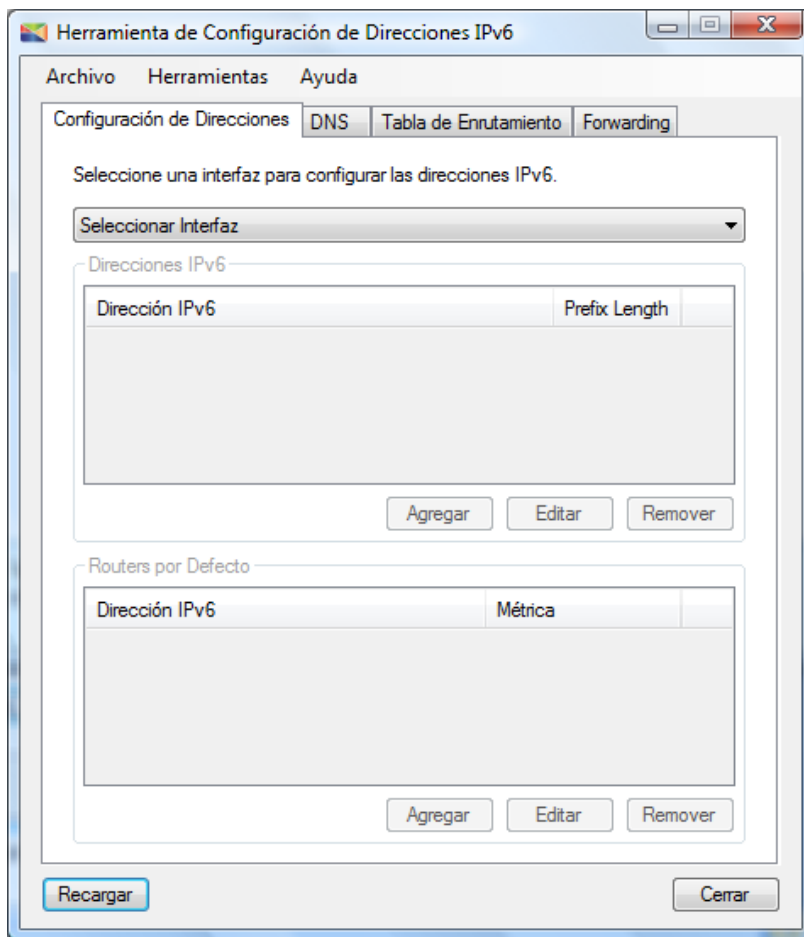 Herramienta de Configuración de Direcciones IPv6
Archivo Herramientas Ayuda
Configuración de Direcciones DNS Tabla de Enrutamiento Forwarding
Seleccione una interfaz para configurar las direcciones IPv6.
Seleccionar Interfaz
Direcciones IPv6
Dirección IPv6 Prefix Length
Agregar Editar Remover
Routers por Defecto
Dirección IPv6 Métrica
Agregar Editar Remover
Recargar Cerrar